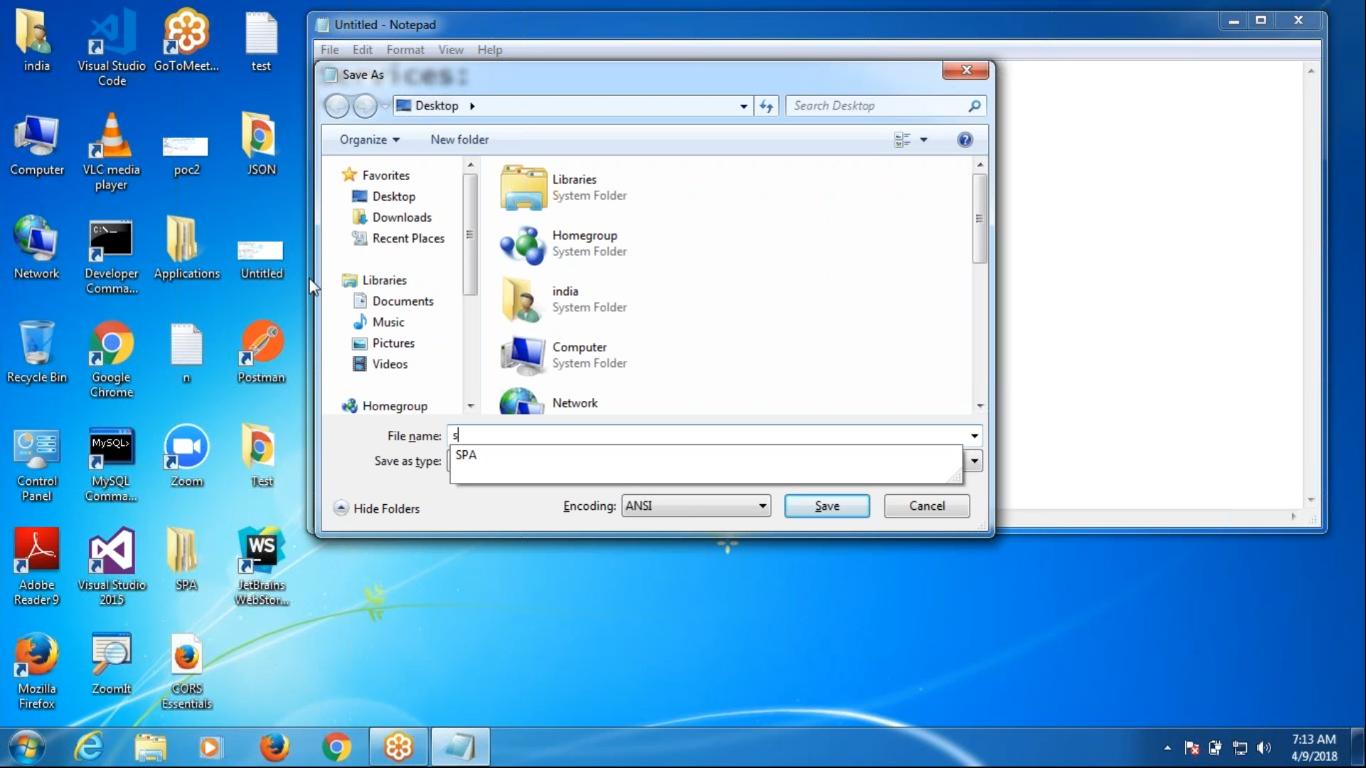 india
Visual Studio
Code
GoToMeet...
test
Computer
VLC media
player
poc2
JSON
Network
Developer
Comma...
Applications
Untitled
Recycle Bin
Google
Chrome
n
Postman
Control
Panel
MySQL
Comma...
Zoom
Test
Adobe
Reader 9
Visual Studio
2015
SPA
JetBrains
WebStor...
Mozilla
Firefox
ZoomIt
CORS
Essentials
Untitled - Notepad
File Edit Format View Help
Save As
Desktop
Search Desktop
Organize
New folder
Favorites
Desktop
Downloads
Recent Places
Libraries
Documents
Music
Pictures
Videos
Homegroup
Libraries
System Folder
Homegroup
System Folder
india
System Folder
Computer
System Folder
Network
File name: s
SPA
Save as type:
Hide Folders
Encoding: ANSI
Save
Cancel
C:\_
MySQL>
WS
7:13 AM
4/9/2018